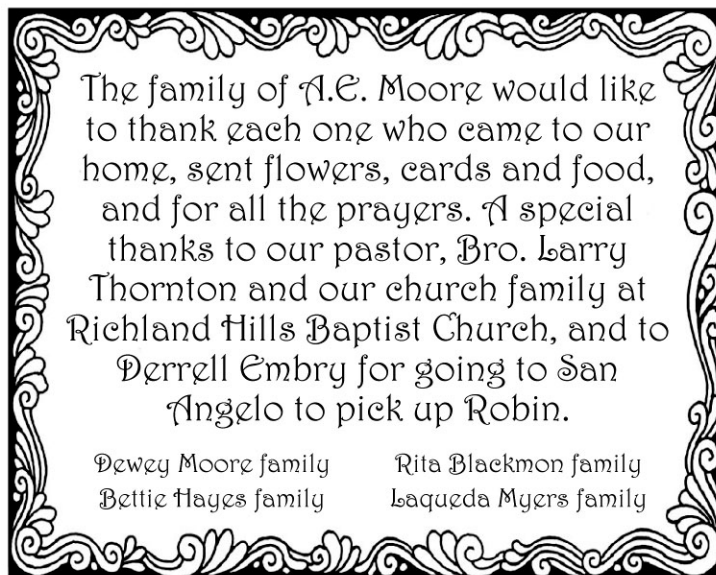 The family of A.E. Moore would like
to thank each one who came to our
home, sent flowers, cards and food,
and for all the prayers. A special
thanks to our pastor, Bro. Larry
Thornton and our church family at
Richland Hills Baptist Church, and to
Derrell Embry for going to San
Angelo to pick up Robin.
Dewey Moore family Rita Blackmon family
Bettie Hayes family Laqueda Myers family